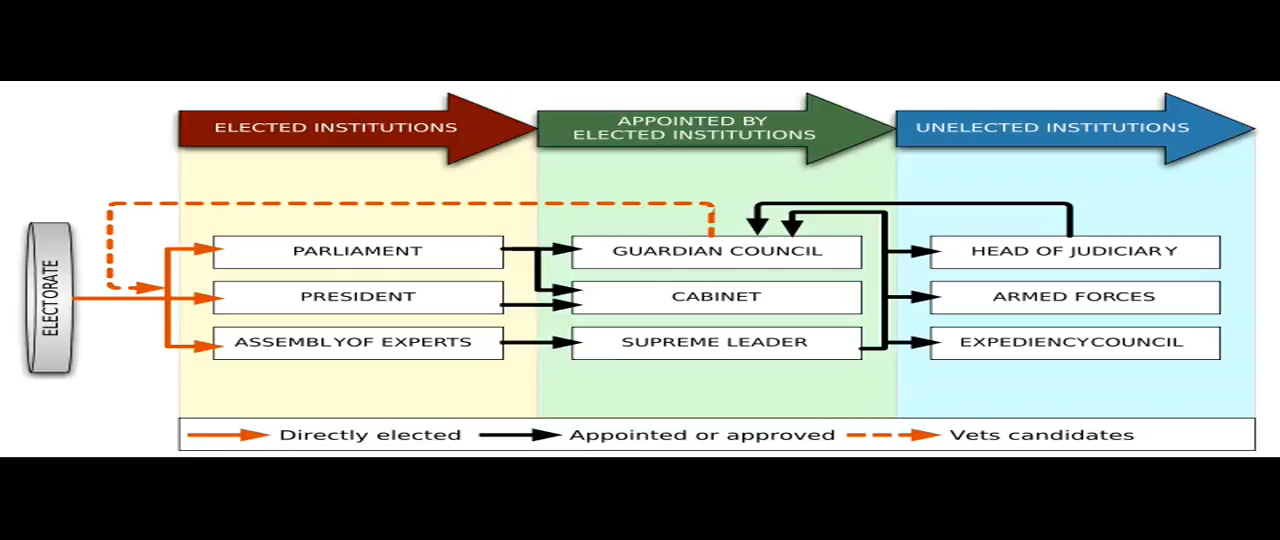 ELECTED INSTITUTIONS
APPOINTED BY
ELECTED INSTITUTIONS
UNELECTED INSTITUTIONS
ELECTORATE
PARLIAMENT
GUARDIAN COUNCIL
HEAD OF JUDICIARY
PRESIDENT
CABINET
ARMED FORCES
ASSEMBLYOF EXPERTS
SUPREME LEADER
EXPEDIENCYCOUNCIL
Directly elected
Appointed or approved
Vets candidates